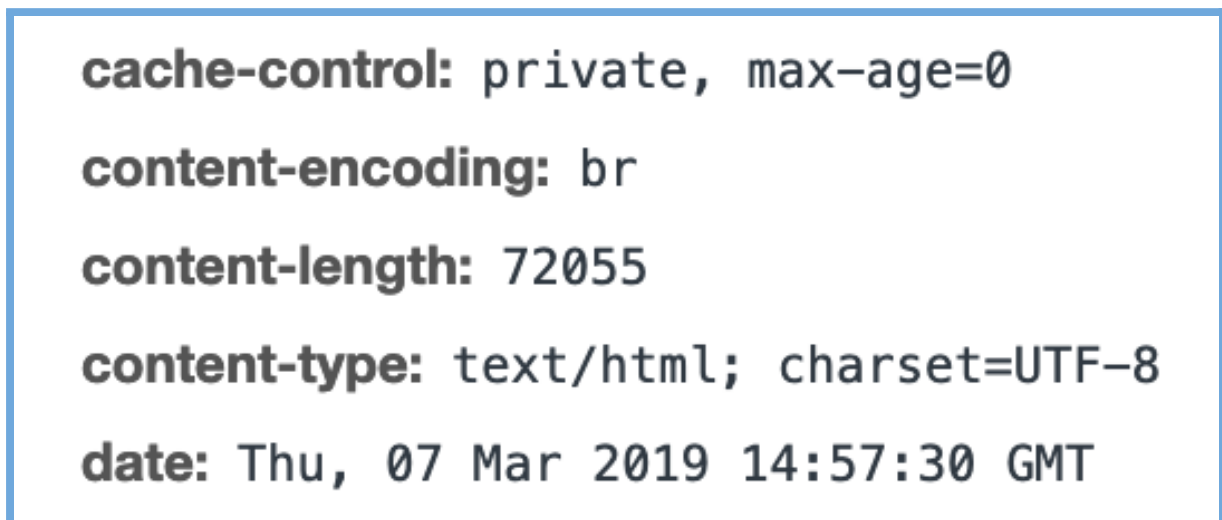 cache-control: private, max-age=0
content-encoding: br
content-length: 72055
content-type: text/html; charset=UTF-8
date: Thu, 07 Mar 2019 14:57:30 GMT